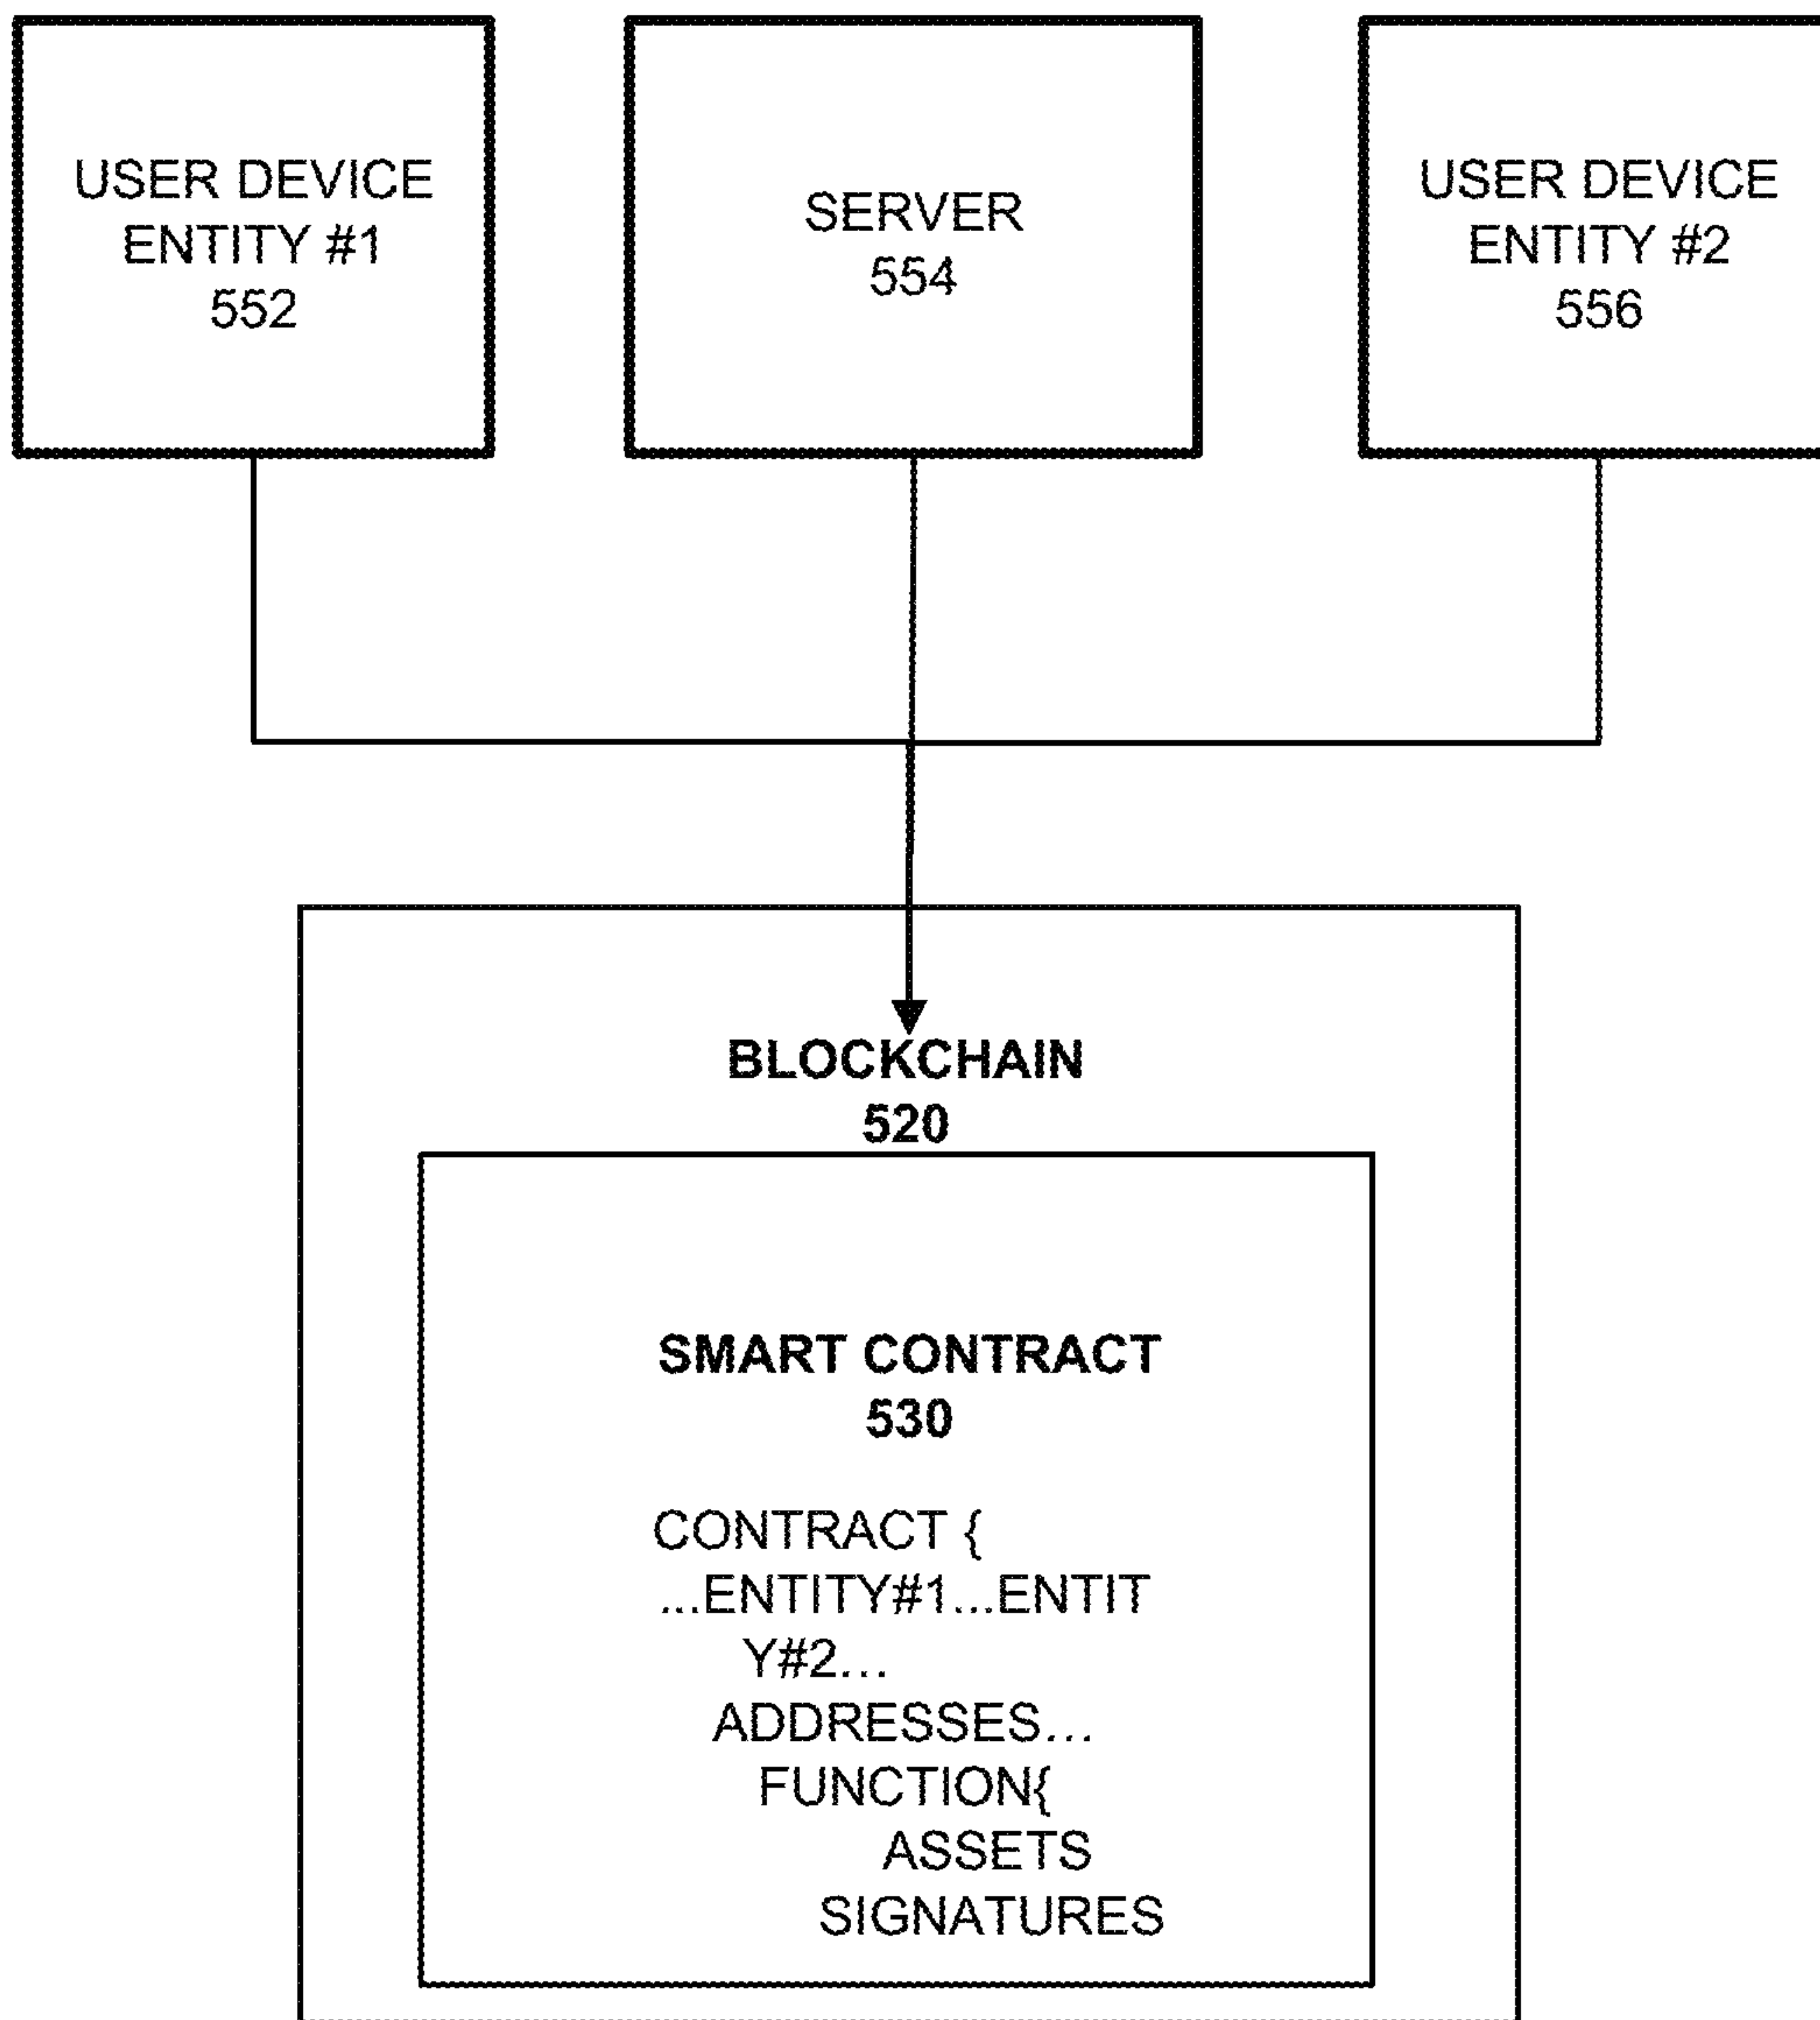 USER DEVICE
ENTITY #1
552
SERVER
554
USER DEVICE
ENTITY #2
556
BLOCKCHAIN
520
SMART CONTRACT
530
CONTRACT {
...ENTITY#1...ENTIT
Y#2...
ADDRESSES...
FUNCTION{
ASSETS
SIGNATURES